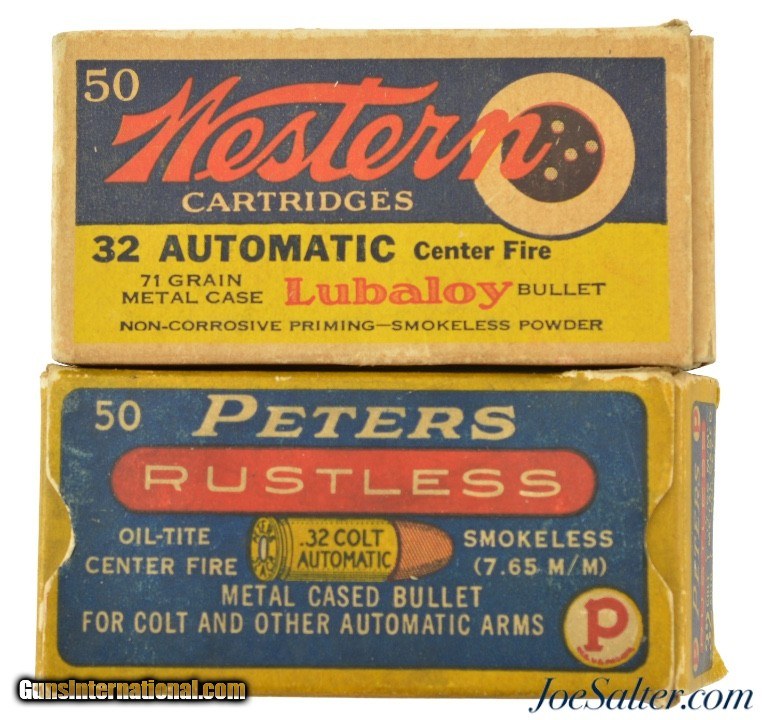 50 Western
CARTRIDGES
32 AUTOMATIC Center Fire
71 GRAIN
METAL CASE Lubaloy BULLET
NON-CORROSIVE PRIMING—SMOKELESS POWDER
50 PETERS
RUSTLESS
OIL-TITE
CENTER FIRE
.32 COLT
AUTOMATIC
SMOKELESS
(7.65 M/M)
METAL CASED BULLET
FOR COLT AND OTHER AUTOMATIC ARMS
P
P
PETERS
GunsInternational.com
JoeSalter.com